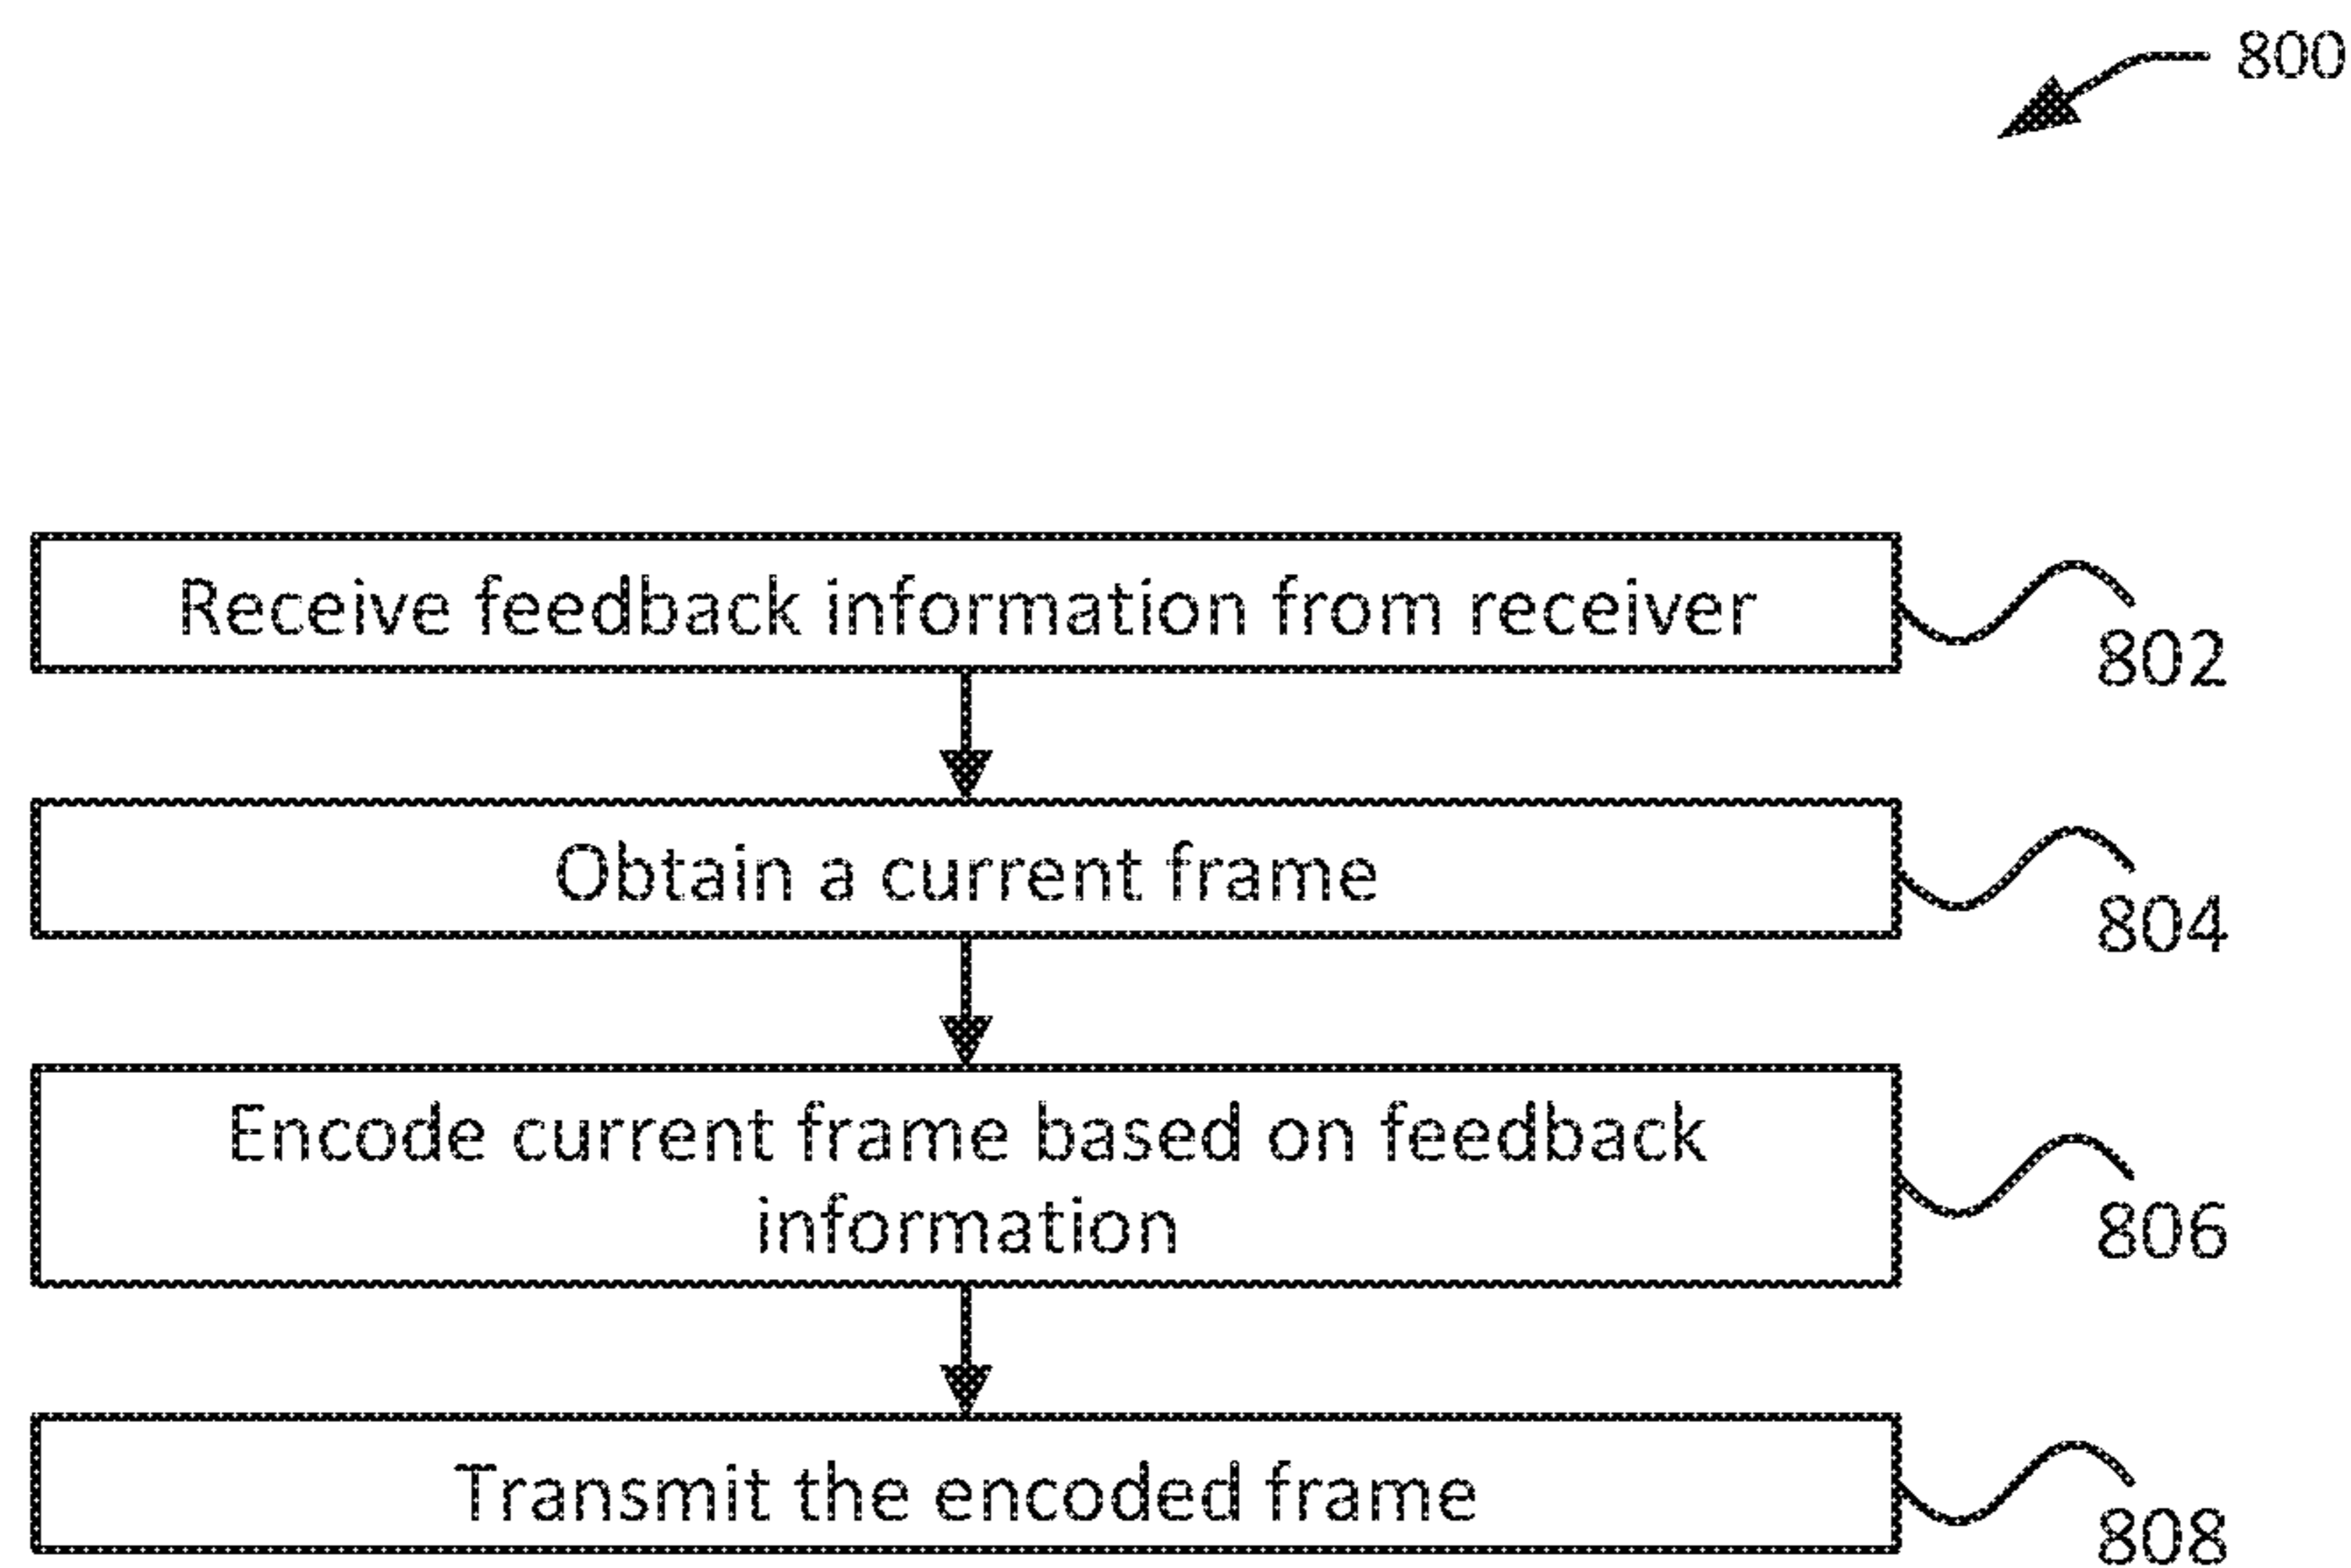 800
Receive feedback information from receiver
802
Obtain a current frame
804
Encode current frame based on feedback
information
806
Transmit the encoded frame
808